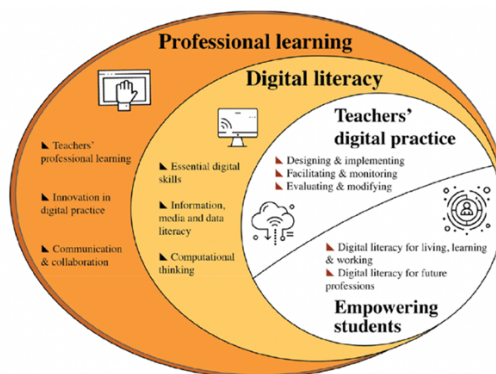 Professional learning
Teachers'
professional learning
Innovation in
digital practice
Communication
& collaboration
Digital literacy
Essential digital
skills
Information,
media and data
literacy
Computational
thinking
Teachers'
digital practice
Designing & implementing
Facilitating & monitoring
Evaluating & modifying
Digital literacy for living, learning
& working
Digital literacy for future
professions
Empowering
students